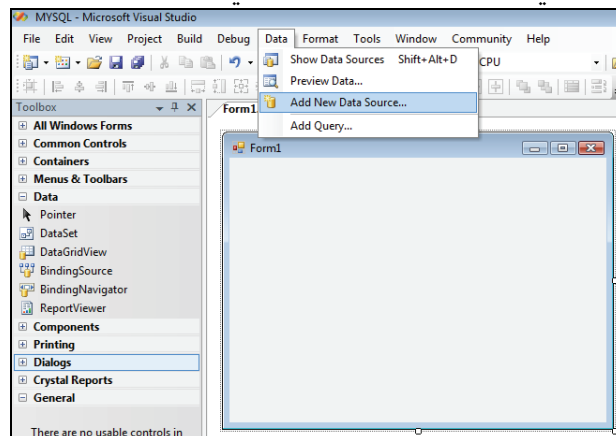 MYSQL - Microsoft Visual Studio
File Edit View Project Build Debug Data Format Tools Window Community Help
Show Data Sources Shift+Alt+D
CPU
Preview Data...
Add New Data Source...
Add Query...
Toolbox
Form1
All Windows Forms
Common Controls
Containers
Menus & Toolbars
Data
Pointer
DataSet
DataGridView
BindingSource
BindingNavigator
ReportViewer
Components
Printing
Dialogs
Crystal Reports
General
There are no usable controls in
Form1